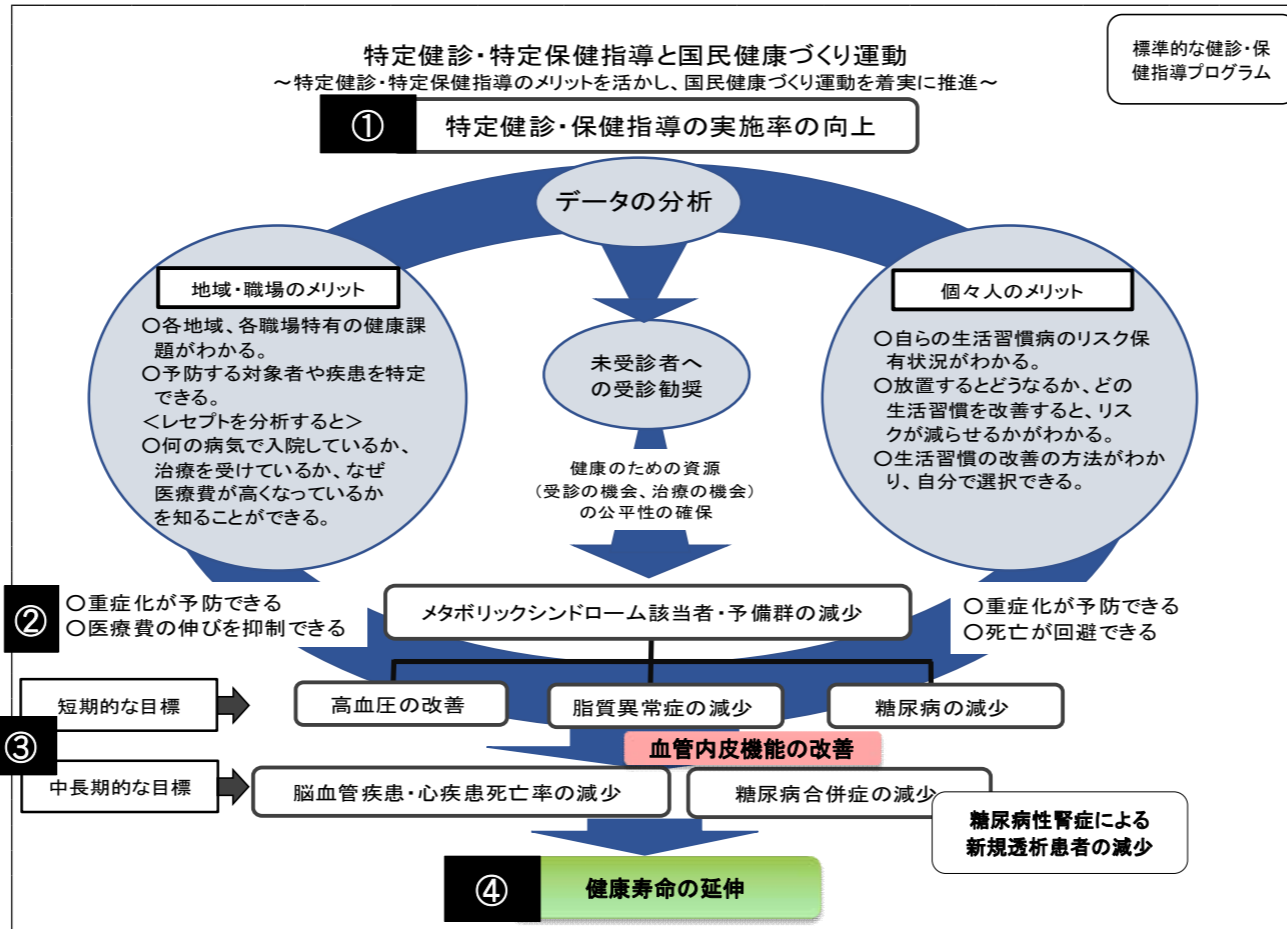 特定健診・特定保健指導と国民健康づくり運動
～特定健診・特定保健指導のメリットを活かし、国民健康づくり運動を着実に推進～
標準的な健診・保
健指導プログラム
①
特定健診・保健指導の実施率の向上
データの分析
地域・職場のメリット
○各地域、各職場特有の健康課
題がわかる。
○予防する対象者や疾患を特定
できる。
＜レセプトを分析すると＞
○何の病気で入院しているか、
治療を受けているか、なぜ
医療費が高くなっているか
を知ることができる。
未受診者へ
の受診勧奨
健康のための資源
（受診の機会、治療の機会）
の公平性の確保
個々人のメリット
○自らの生活習慣病のリスク保
有状況がわかる。
○放置するとどうなるか、どの
生活習慣を改善すると、リス
クが減らせるかがわかる。
○生活習慣の改善の方法がわか
り、自分で選択できる。
②
○重症化が予防できる
○医療費の伸びを抑制できる
メタボリックシンドローム該当者・予備群の減少
○重症化が予防できる
○死亡が回避できる
③
短期的な目標
高血圧の改善
脂質異常症の減少
糖尿病の減少
血管内皮機能の改善
中長期的な目標
脳血管疾患・心疾患死亡率の減少
糖尿病合併症の減少
糖尿病性腎症による
新規透析患者の減少
④
健康寿命の延伸